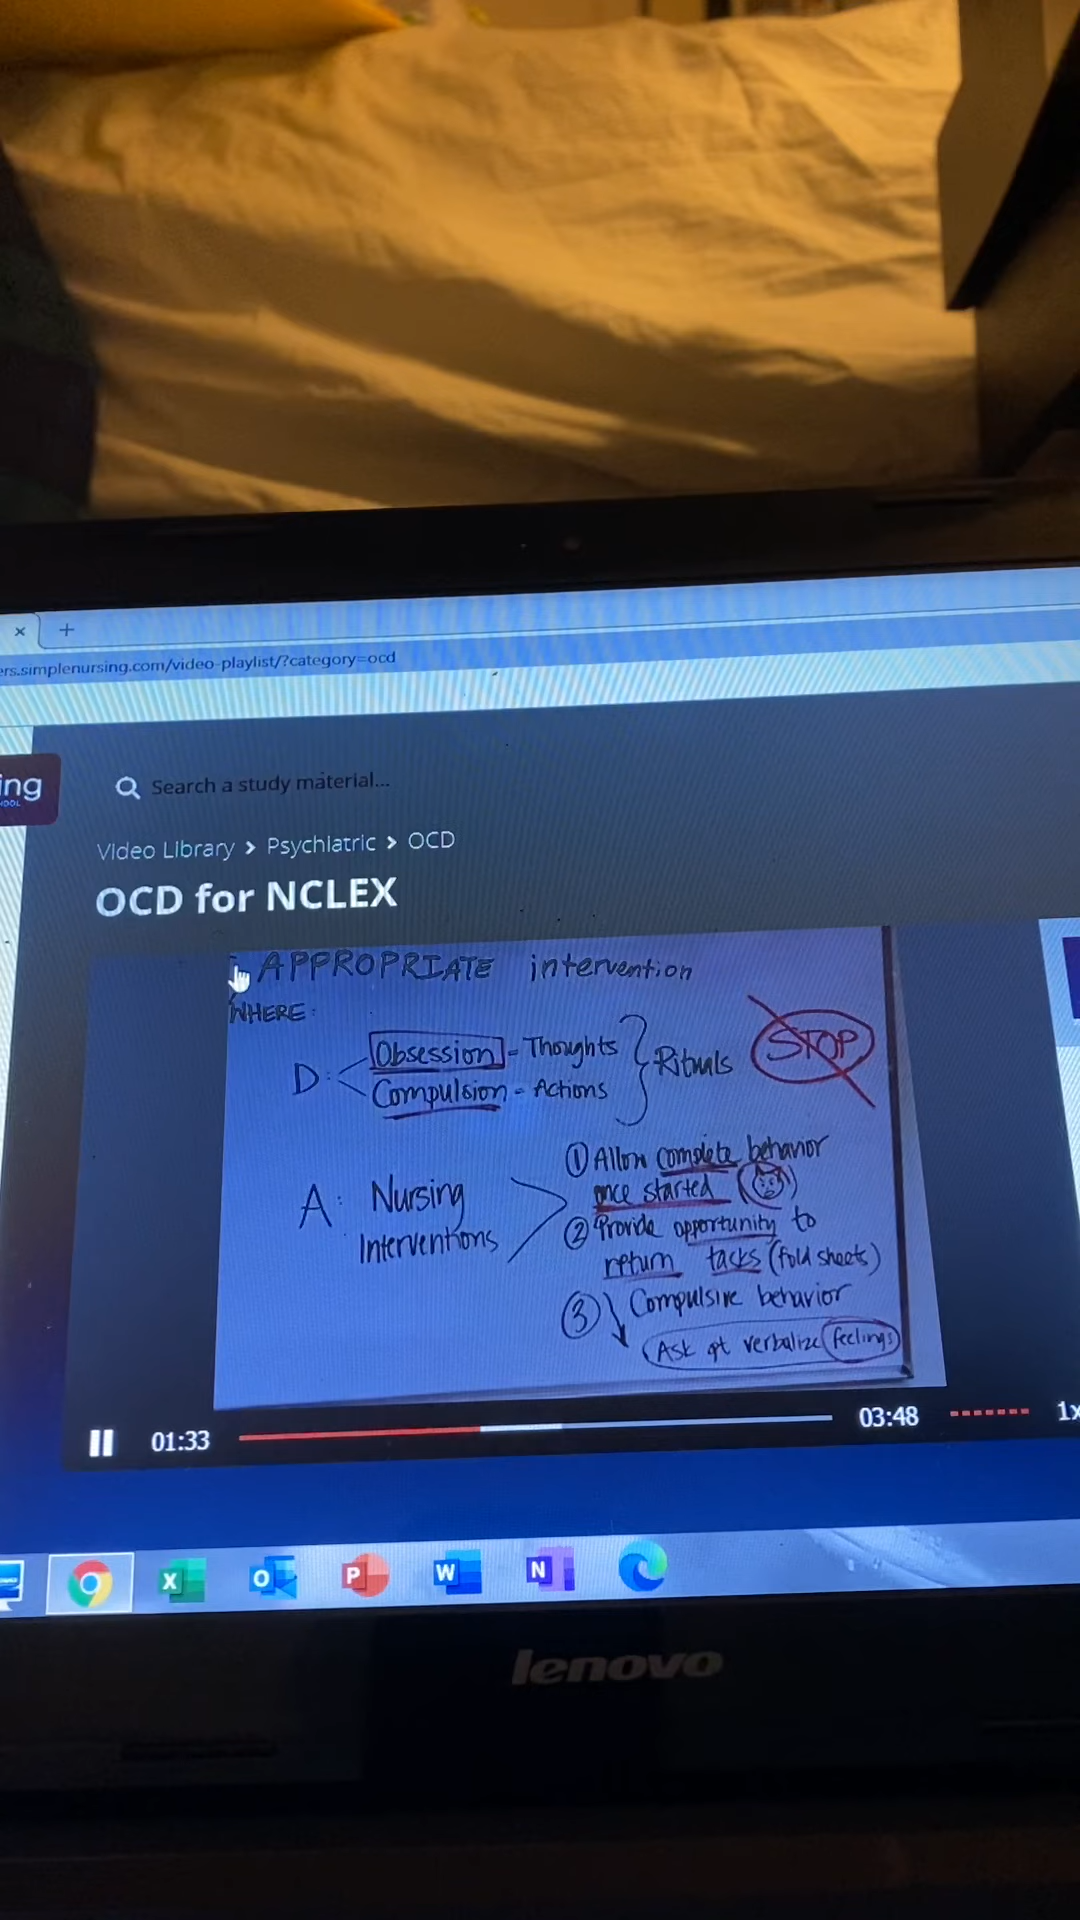 × +
ers.simplenursing.com/video-playlist/?category=ocd
ing
Search a study material...
Video Library > Psychiatric > OCD
OCD for NCLEX
APPROPRIATE intervention
WHERE:
D: Obsession = Thoughts
Compulsion - Actions
Rituals
STOP
A: Nursing
Interventions
① Allow complete behavior
once started
② Provide opportunity to
return tacks (fold sheets)
③ ↓ Compulsive behavior
Ask pt verbalize feelings
01:33
03:48
1x
X
O
P
W
N
lenovo